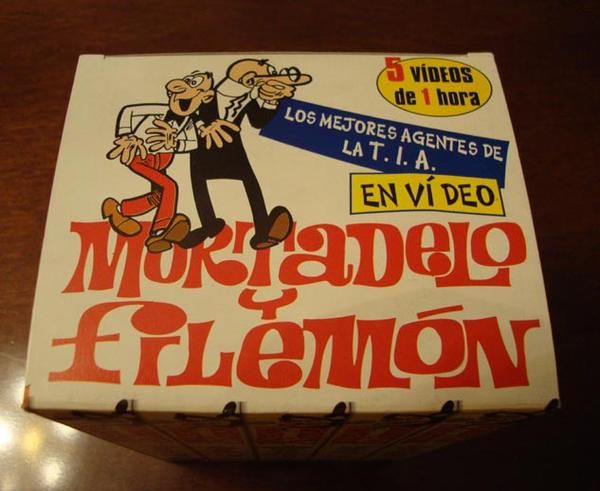 5 VÍDEOS
de 1 hora
LOS MEJORES AGENTES DE
LA T. I. A.
EN VÍ DEO
MORTADELO
Y
filemón